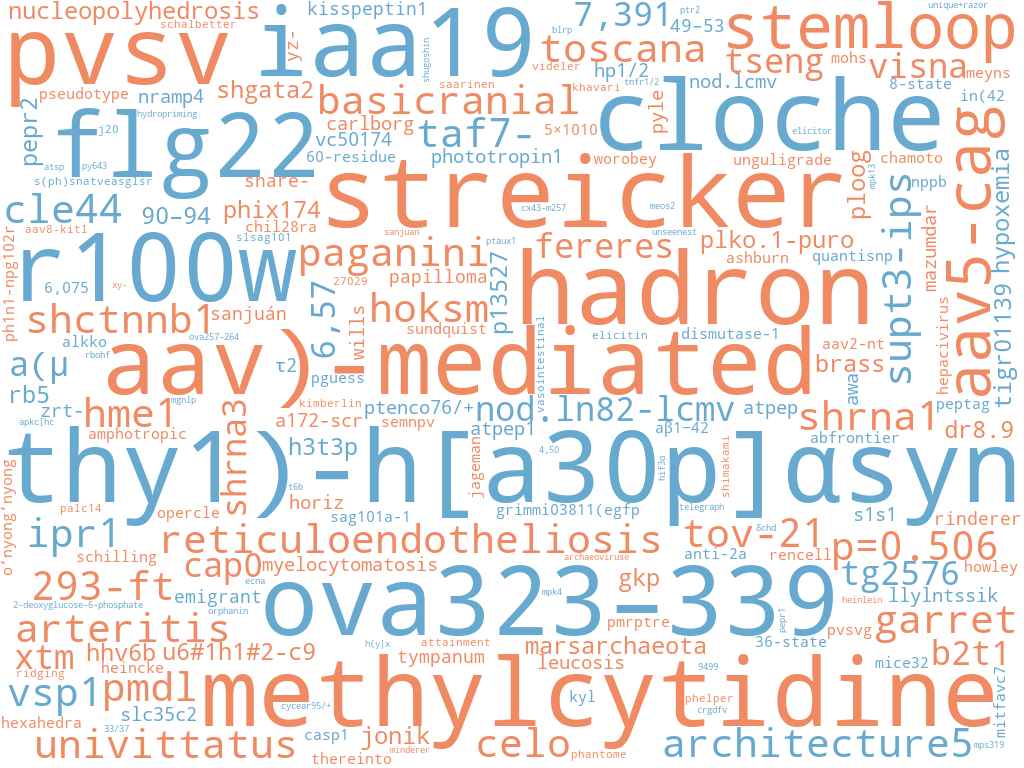 nucleopolyhedrosis
schalbetter
kisspeptin1
7,391
ptr2
unique+razor
pvsv
iaa19
yz-
shugoshin
blrp
49–53
stemloop
toscana
tseng
mohs
visna
meyns
videler
saarinen
hp1/2
tnfr1/2
nod.lcmv
8-state
pseudotype
nramp4
shgata2
basicranial
khavari
pyle
cloche
in(42
pepr2
hydropriming
flg22
j20
carlborg
vc50174
taf7-
5×1010
elicitor
aav5-cag
60-residue
phototropin1
worobey
unguligrade
ploog
mpk13
chamoto
atsp
py643
s(ph)snatveasglsr
share-
streicker
supt3-ips
nppb
cle44
90–94
phix174
cx43-m257
meos2
aav8-kitl
chil28ra
sanjuan
unseenest
ph1n1-npg102r
r100w
slsag101
paganini
ptaux1
fereres
plko.1-puro
mazumdar
hypoxemia
6,075
xy-
27029
papilloma
p13527
hadron
ashburn
quantisnp
shctnnb1
sanjuán
6,57
wills
hoksm
sundquist
hepacivirus
tigr01139
alkko
rbohf
ova257–264
aav)-mediated
vasointestinal
elicitin
dismutase-1
aav2-nt
a(μ
τ2
pguess
brass
rb5
mgnlp
kimberlin
awa
zrt-
hme1
shrna3
a172-scr
ptenco76/+
nod.ln82-lcmv
atpep
shrna1
peptag
apkc[hc
amphotropic
semnpv
atpep1
aβ1−42
abfrontier
dr8.9
thy1)-h[a30p]αsyn
h3t3p
jageman
4,50
hif3α
shimakami
o'nyong'nyong
t6b
horiz
palc14
opercle
sag101a-1
grimmi03811(egfp
telegraph
s1s1
rinderer
ipr1
reticuloendotheliosis
tov-21
δchd
p=0.506
schilling
cap0
myelocytomatosis
archaeoviruse
anti-2a
rencell
howley
293-ft
ecna
ova323–339
gkp
tg2576
2-deoxyglucose-6-phosphate
emigrant
orphanin
mpk4
pepr1
heinlein
llylntssik
arteritis
pmrptre
pvsvg
garret
xtm
hhv6b
u6#1h1#2-c9
h(y|x
attainment
marsarchaeota
36-state
b2t1
ridging
heincke
tympanum
leucosis
9499
mice32
vsp1
pmdl
methylcytidine
kyl
phelper
crgdfv
mitfavc7
hexahedra
slc35c2
cycear95/+
33/37
univittatus
casp1
jonik
minderer
celo
architecture5
mps319
thereinto
phantome